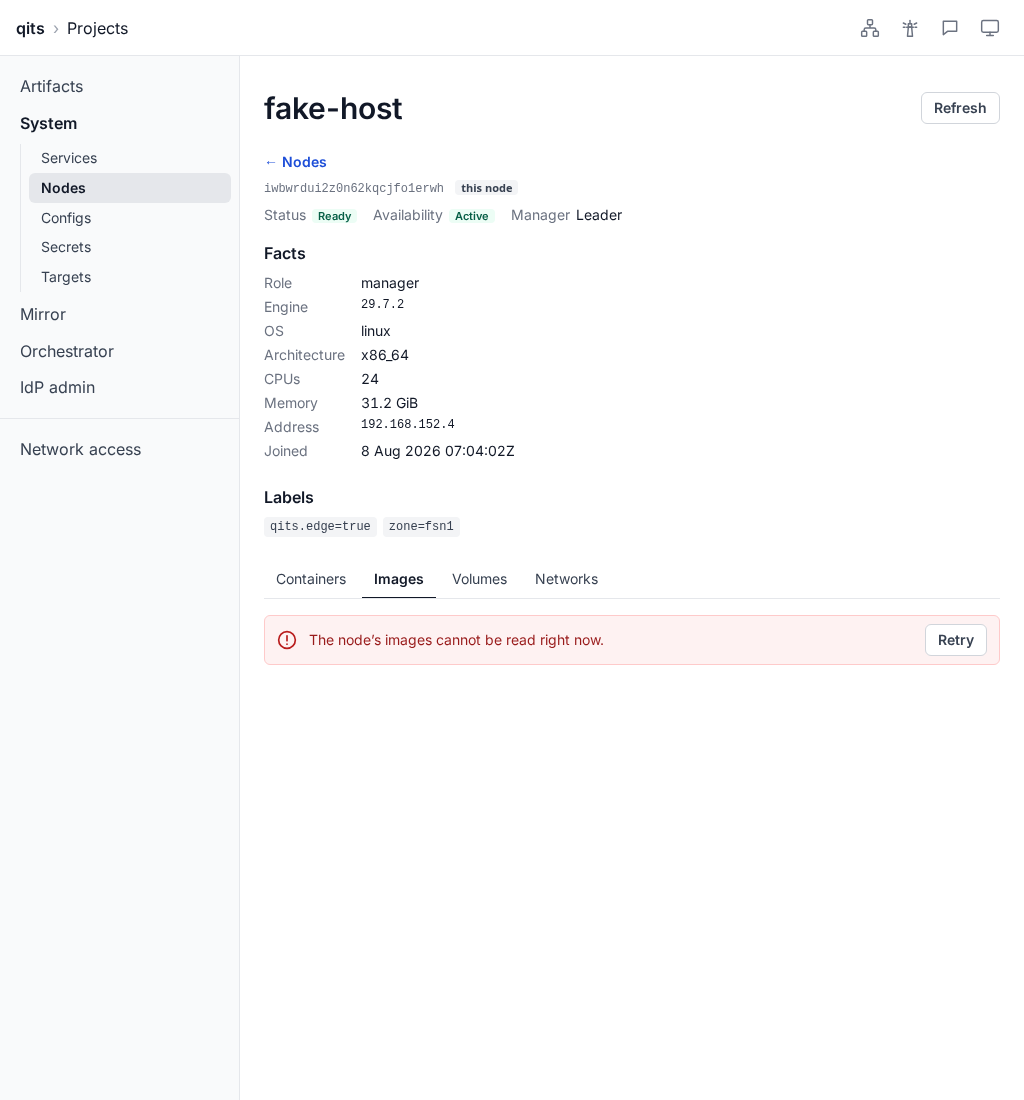 qits › Projects
Artifacts
System
Services
Nodes
Configs
Secrets
Targets
Mirror
Orchestrator
IdP admin
Network access
fake-host
Refresh
← Nodes
iwbwrdui2z0n62kqcjfo1erwh this node
Status Ready Availability Active Manager Leader
Facts
Role manager
Engine 29.7.2
OS linux
Architecture x86_64
CPUs 24
Memory 31.2 GiB
Address 192.168.152.4
Joined 8 Aug 2026 07:04:02Z
Labels
qits.edge=true zone=fsn1
Containers Images Volumes Networks
The node’s images cannot be read right now. Retry